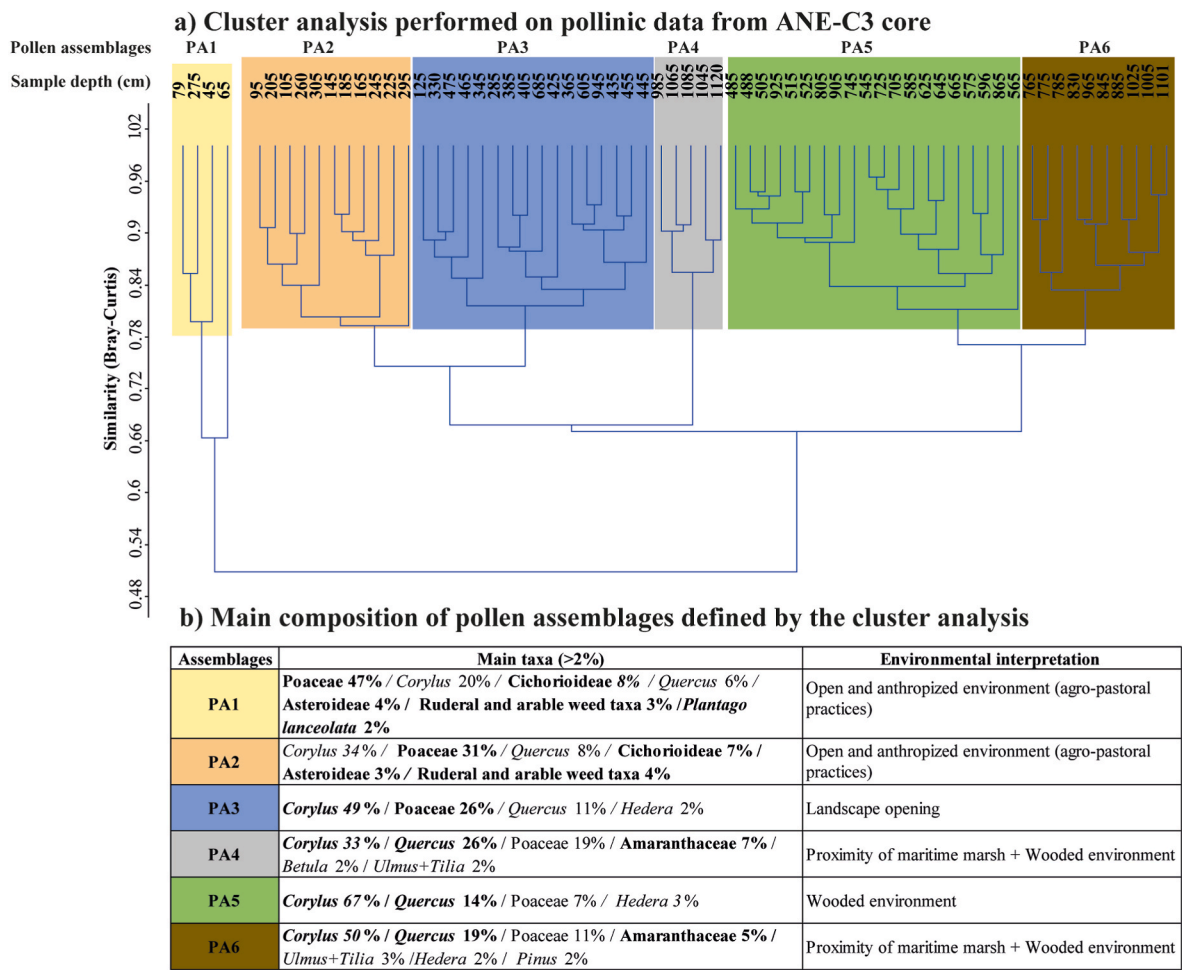 a) Cluster analysis performed on pollinic data from ANE-C3 core
Pollen assemblages PA1 PA2 PA3 PA4 PA5 PA6
Sample depth (cm) 79 275 45 65 95 205 105 260 305 145 185 165 245 225 295 125 330 475 465 345 285 385 405 685 425 365 605 945 435 455 445 985 1065 1085 1045 1120 485 488 505 925 515 525 805 905 745 545 725 705 585 625 645 665 575 596 865 565 765 775 785 830 965 845 885 1025 1005 1101
Similarity (Bray-Curtis)
1.02
0.96
0.9
0.84
0.78
0.72
0.66
0.6
0.54
0.48
b) Main composition of pollen assemblages defined by the cluster analysis
Assemblages Main taxa (>2%) Environmental interpretation
PA1
Poaceae 47% / Corylus 20% / Cichorioideae 8% / Quercus 6% /
Asteroideae 4% / Ruderal and arable weed taxa 3% /Plantago
lanceolata 2%
Open and anthropized environment (agro-pastoral
practices)
PA2
Corylus 34% / Poaceae 31% / Quercus 8% / Cichorioideae 7% /
Asteroideae 3% / Ruderal and arable weed taxa 4%
Open and anthropized environment (agro-pastoral
practices)
PA3
Corylus 49% / Poaceae 26% / Quercus 11% / Hedera 2%
Landscape opening
PA4
Corylus 33% / Quercus 26% / Poaceae 19% / Amaranthaceae 7% /
Betula 2% / Ulmus+Tilia 2%
Proximity of maritime marsh + Wooded environment
PA5
Corylus 67% / Quercus 14% / Poaceae 7% / Hedera 3%
Wooded environment
PA6
Corylus 50% / Quercus 19% / Poaceae 11% / Amaranthaceae 5% /
Ulmus+Tilia 3% /Hedera 2% / Pinus 2%
Proximity of maritime marsh + Wooded environment